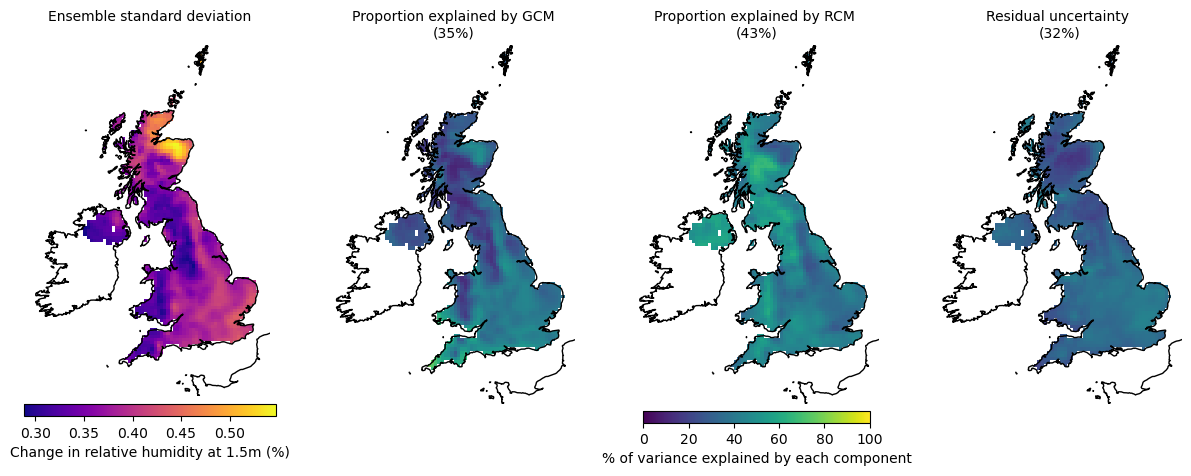 Ensemble standard deviation
Proportion explained by GCM
(35%)
Proportion explained by RCM
(43%)
Residual uncertainty
(32%)
0.30 0.35 0.40 0.45 0.50
Change in relative humidity at 1.5m (%)
0 20 40 60 80 100
% of variance explained by each component